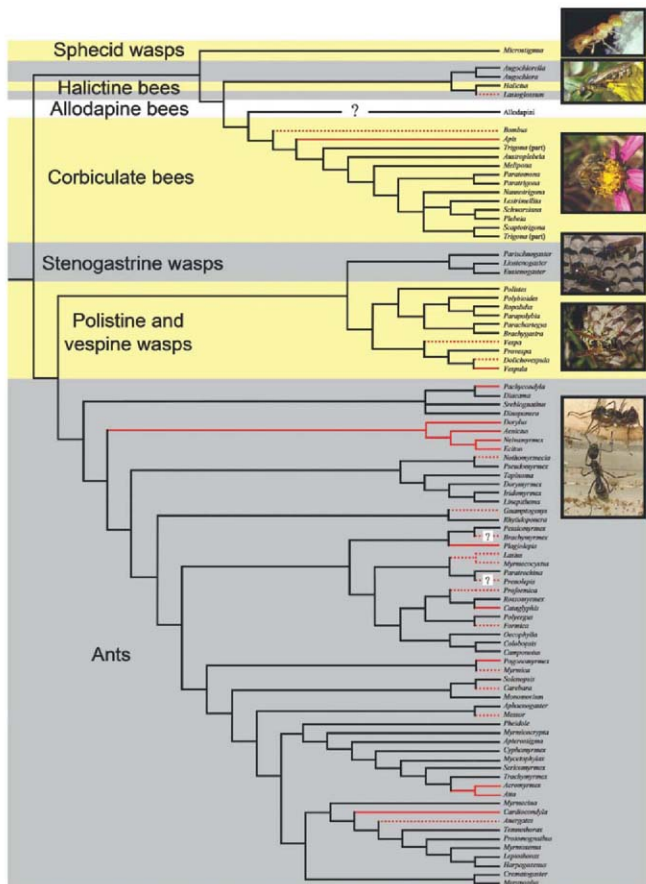 Sphecid wasps
Microstigmus
Augochlorella
Augochlora
Halictine bees
Halictus
Lasioglossum
Allodapine bees
?
Allodapini
Corbiculate bees
Bombus
Apis
Trigona (part)
Austroplebeia
Melipona
Paratrigona
Nannotrigona
Lestrimelitta
Schwarziana
Plebeia
Scaptotrigona
Trigona (part)
Stenogastrine wasps
Parischnogaster
Liostenogaster
Eustenogaster
Polistine and
vespine wasps
Polistes
Polybioides
Ropalidia
Parapolybia
Parachartegus
Brachygastra
Vespa
Provespa
Dolichovespula
Vespula
Ants
Pachycondyla
Diacamma
Streblognathus
Dinoponera
Dorylus
Aenictus
Neivamyrmex
Eciton
Nothomyrmecia
Pseudomyrmex
Tapinoma
Dorymyrmex
Iridomyrmex
Linepithema
Gnamptogenys
Rhytidoponera
Petalomyrmex
?
Brachymyrmex
Plagiolepis
Lasius
Myrmecocystus
Paratrechina
?
Prenolepis
Proformica
Rossomyrmex
Cataglyphis
Polyergus
Formica
Oecophylla
Colobopsis
Camponotus
Pogonomyrmex
Myrmica
Solenopsis
Carebara
Monomorium
Aphaenogaster
Messor
Pheidole
Myrmicocrypta
Apterostigma
Cyphomyrmex
Mycetophylax
Sericomyrmex
Trachymyrmex
Acromyrmex
Atta
Myrmecina
Cardiocondyla
Anergates
Temnothorax
Protomognathus
Myrmoxenus
Leptothorax
Harpagoxenus
Crematogaster